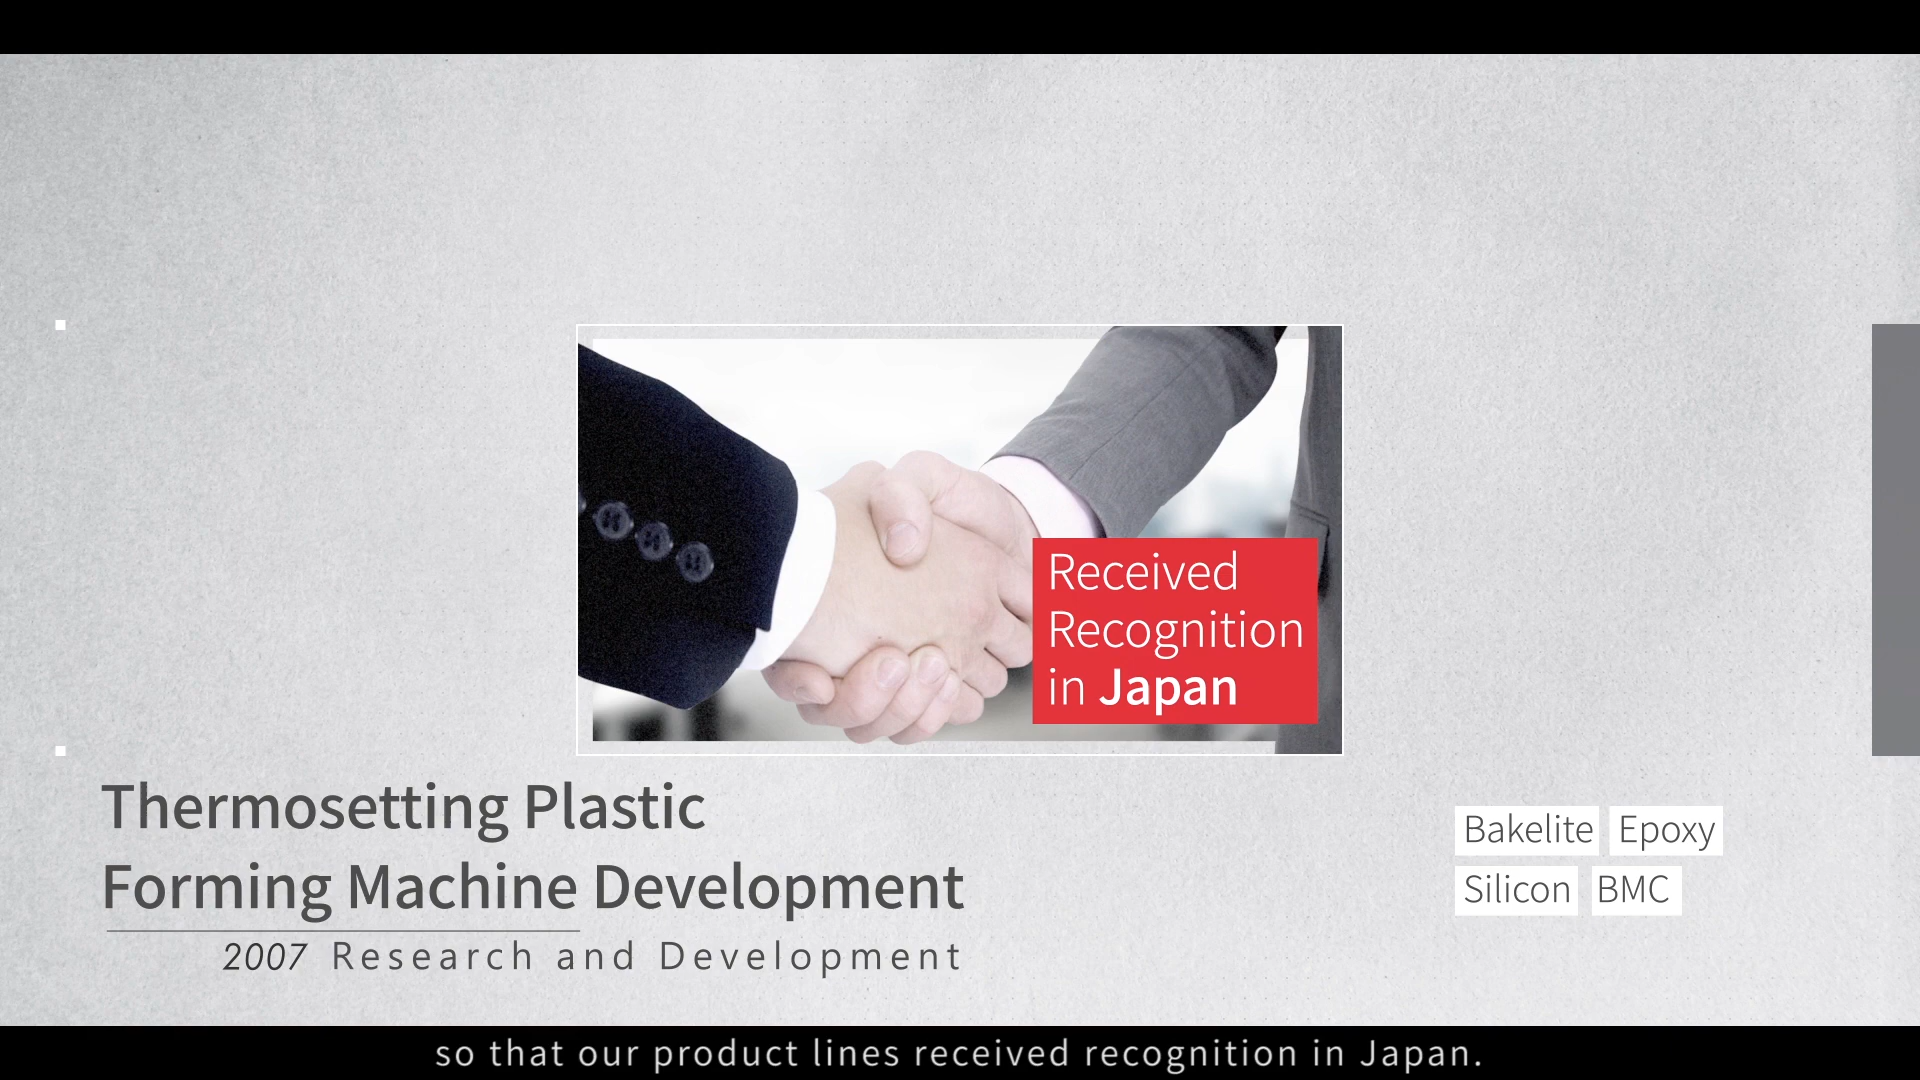 Received
Recognition
in Japan
Thermosetting Plastic
Forming Machine Development
2007 Research and Development
Bakelite Epoxy
Silicon BMC
so that our product lines received recognition in Japan.